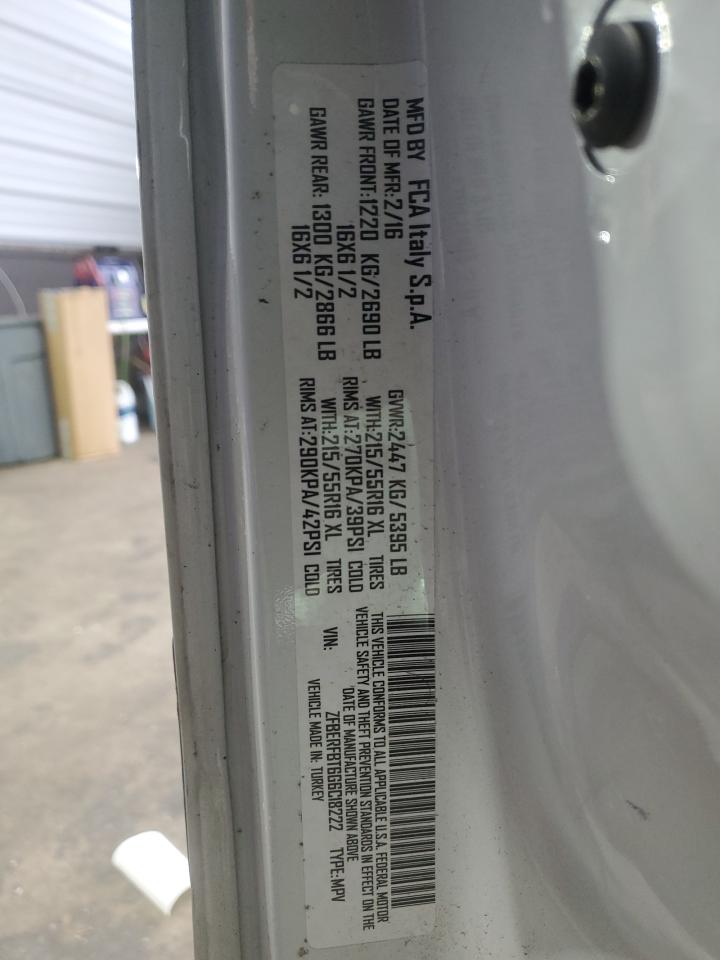 MFD BY FCA Italy S.p.A.
DATE OF MFR: 2/16 GVWR: 2447 KG/5395 LB
GAWR FRONT: 1220 KG/2690 LB WITH: 215/55R16 XL TIRES
16X6 1/2 RIMS AT: 270KPA/39PSI COLD
GAWR REAR: 1300 KG/2866 LB WITH: 215/55R16 XL TIRES
16X6 1/2 RIMS AT: 290KPA/42PSI COLD
THIS VEHICLE CONFORMS TO ALL APPLICABLE U.S.A. FEDERAL MOTOR
VEHICLE SAFETY AND THEFT PREVENTION STANDARDS IN EFFECT ON THE
DATE OF MANUFACTURE SHOWN ABOVE
VIN: ZFBERFBT6G6C18222 TYPE: MPV
VEHICLE MADE IN: TURKEY